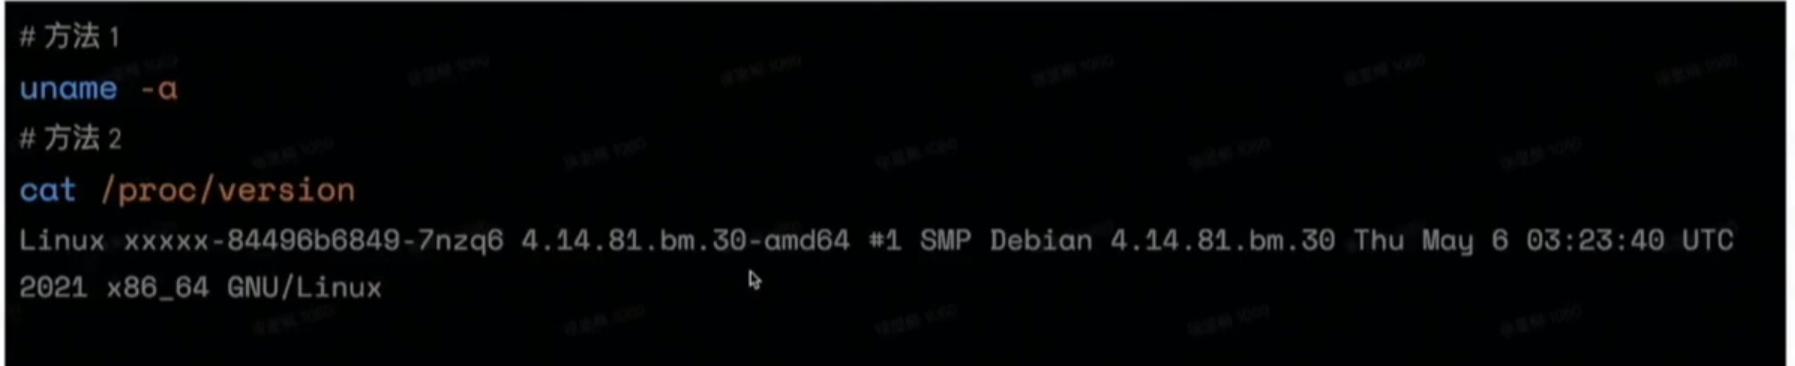 # 方法 1
uname -a
# 方法 2
cat /proc/version
Linux xxxxx-84496b6849-7nzq6 4.14.81.bm.30-amd64 #1 SMP Debian 4.14.81.bm.30 Thu May 6 03:23:40 UTC
2021 x86_64 GNU/Linux